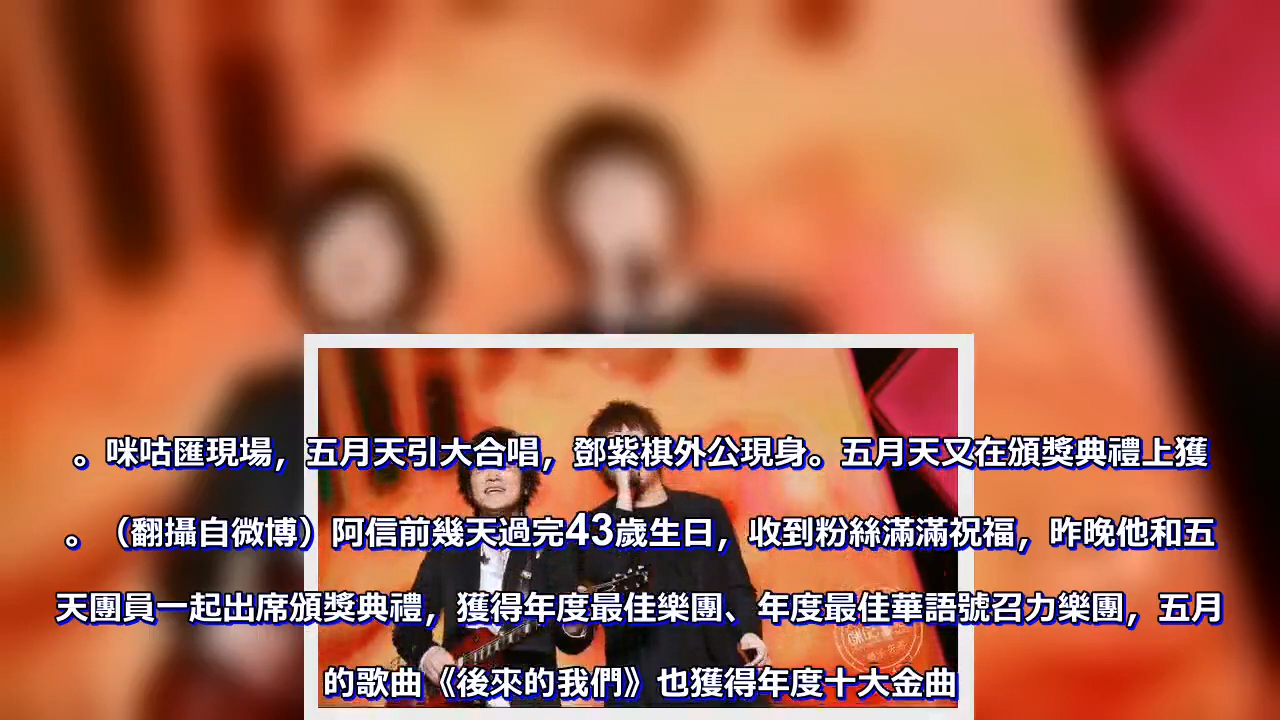 。咪咕匯現場，五月天引大合唱，鄧紫棋外公現身。五月天又在頒獎典禮上獲
。（翻攝自微博）阿信前幾天過完43歲生日，收到粉絲滿滿祝福，昨晚他和五
天團員一起出席頒獎典禮，獲得年度最佳樂團、年度最佳華語號召力樂團，五月
的歌曲《後來的我們》也獲得年度十大金曲